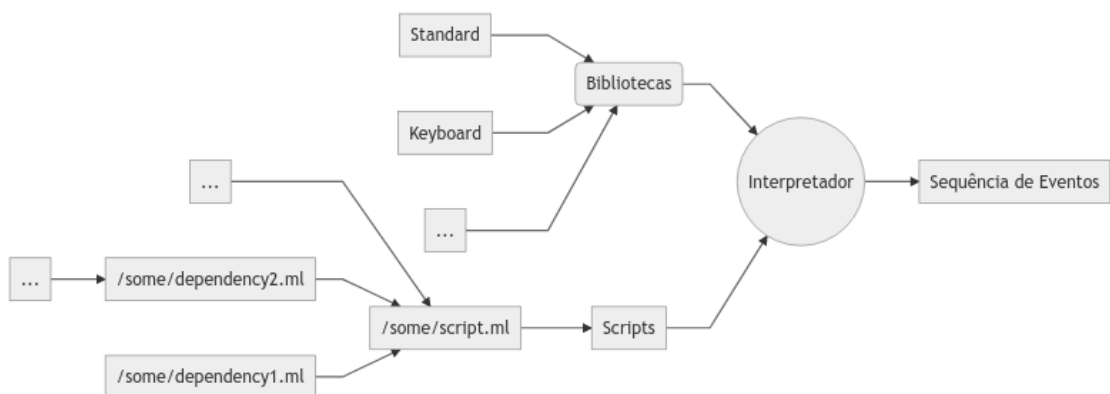 Standard
Bibliotecas
Keyboard
Interpretador
Sequência de Eventos
...
...
...
/some/dependency2.ml
/some/script.ml
Scripts
/some/dependency1.ml